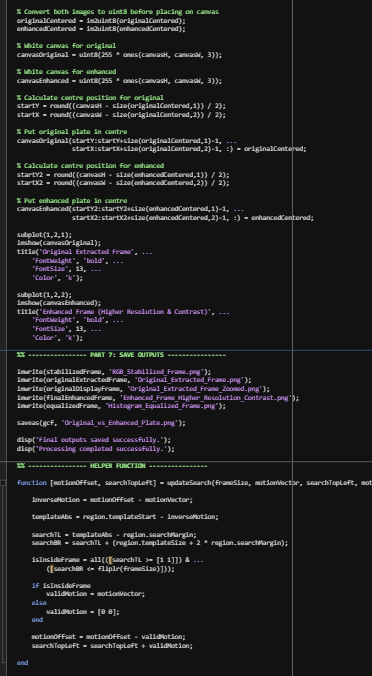 % Convert both images to uint8 before placing on canvas
originalCentered = im2uint8(originalCentered);
enhancedCentered = im2uint8(enhancedCentered);
% White canvas for original
canvasOriginal = uint8(255 * ones(canvasH, canvasW, 3));
% White canvas for enhanced
canvasEnhanced = uint8(255 * ones(canvasH, canvasW, 3));
% Calculate centre position for original
startY = round((canvasH - size(originalCentered,1)) / 2);
startX = round((canvasW - size(originalCentered,2)) / 2);
% Put original plate in centre
canvasOriginal(startY:startY+size(originalCentered,1)-1, ...
startX:startX+size(originalCentered,2)-1, :) = originalCentered;
% Calculate centre position for enhanced
startY2 = round((canvasH - size(enhancedCentered,1)) / 2);
startX2 = round((canvasW - size(enhancedCentered,2)) / 2);
% Put enhanced plate in centre
canvasEnhanced(startY2:startY2+size(enhancedCentered,1)-1, ...
startX2:startX2+size(enhancedCentered,2)-1, :) = enhancedCentered;
subplot(1,2,1);
imshow(canvasOriginal);
title('Original Extracted Frame', ...
'FontWeight', 'bold', ...
'FontSize', 13, ...
'Color', 'k');
subplot(1,2,2);
imshow(canvasEnhanced);
title('Enhanced Frame (Higher Resolution & Contrast)', ...
'FontWeight', 'bold', ...
'FontSize', 13, ...
'Color', 'k');
%% ---------------- PART 7: SAVE OUTPUTS ----------------
imwrite(stabilizedFrame, 'RGB_Stabilized_Frame.png');
imwrite(originalExtractedFrame, 'Original_Extracted_Frame.png');
imwrite(originalDisplayFrame, 'Original_Extracted_Frame_Zoomed.png');
imwrite(finalEnhancedFrame, 'Enhanced_Frame_Higher_Resolution_Contrast.png');
imwrite(equalizedFrame, 'Histogram_Equalized_Frame.png');
saveas(gcf, 'Original_vs_Enhanced_Plate.png');
disp('Final outputs saved successfully.');
disp('Processing completed successfully.');
%% ---------------- HELPER FUNCTION ----------------
function [motionOffset, searchTopLeft] = updateSearch(frameSize, motionVector, searchTopLeft, mot
inverseMotion = motionOffset - motionVector;
templateAbs = region.templateStart - inverseMotion;
searchTL = templateAbs - region.searchMargin;
searchBR = searchTL + (region.templateSize + 2 * region.searchMargin);
isInsideFrame = all(([searchTL >= [1 1]]) & ...
([searchBR <= fliplr(frameSize)]));
if isInsideFrame
validMotion = motionVector;
else
validMotion = [0 0];
end
motionOffset = motionOffset - validMotion;
searchTopLeft = searchTopLeft + validMotion;
end